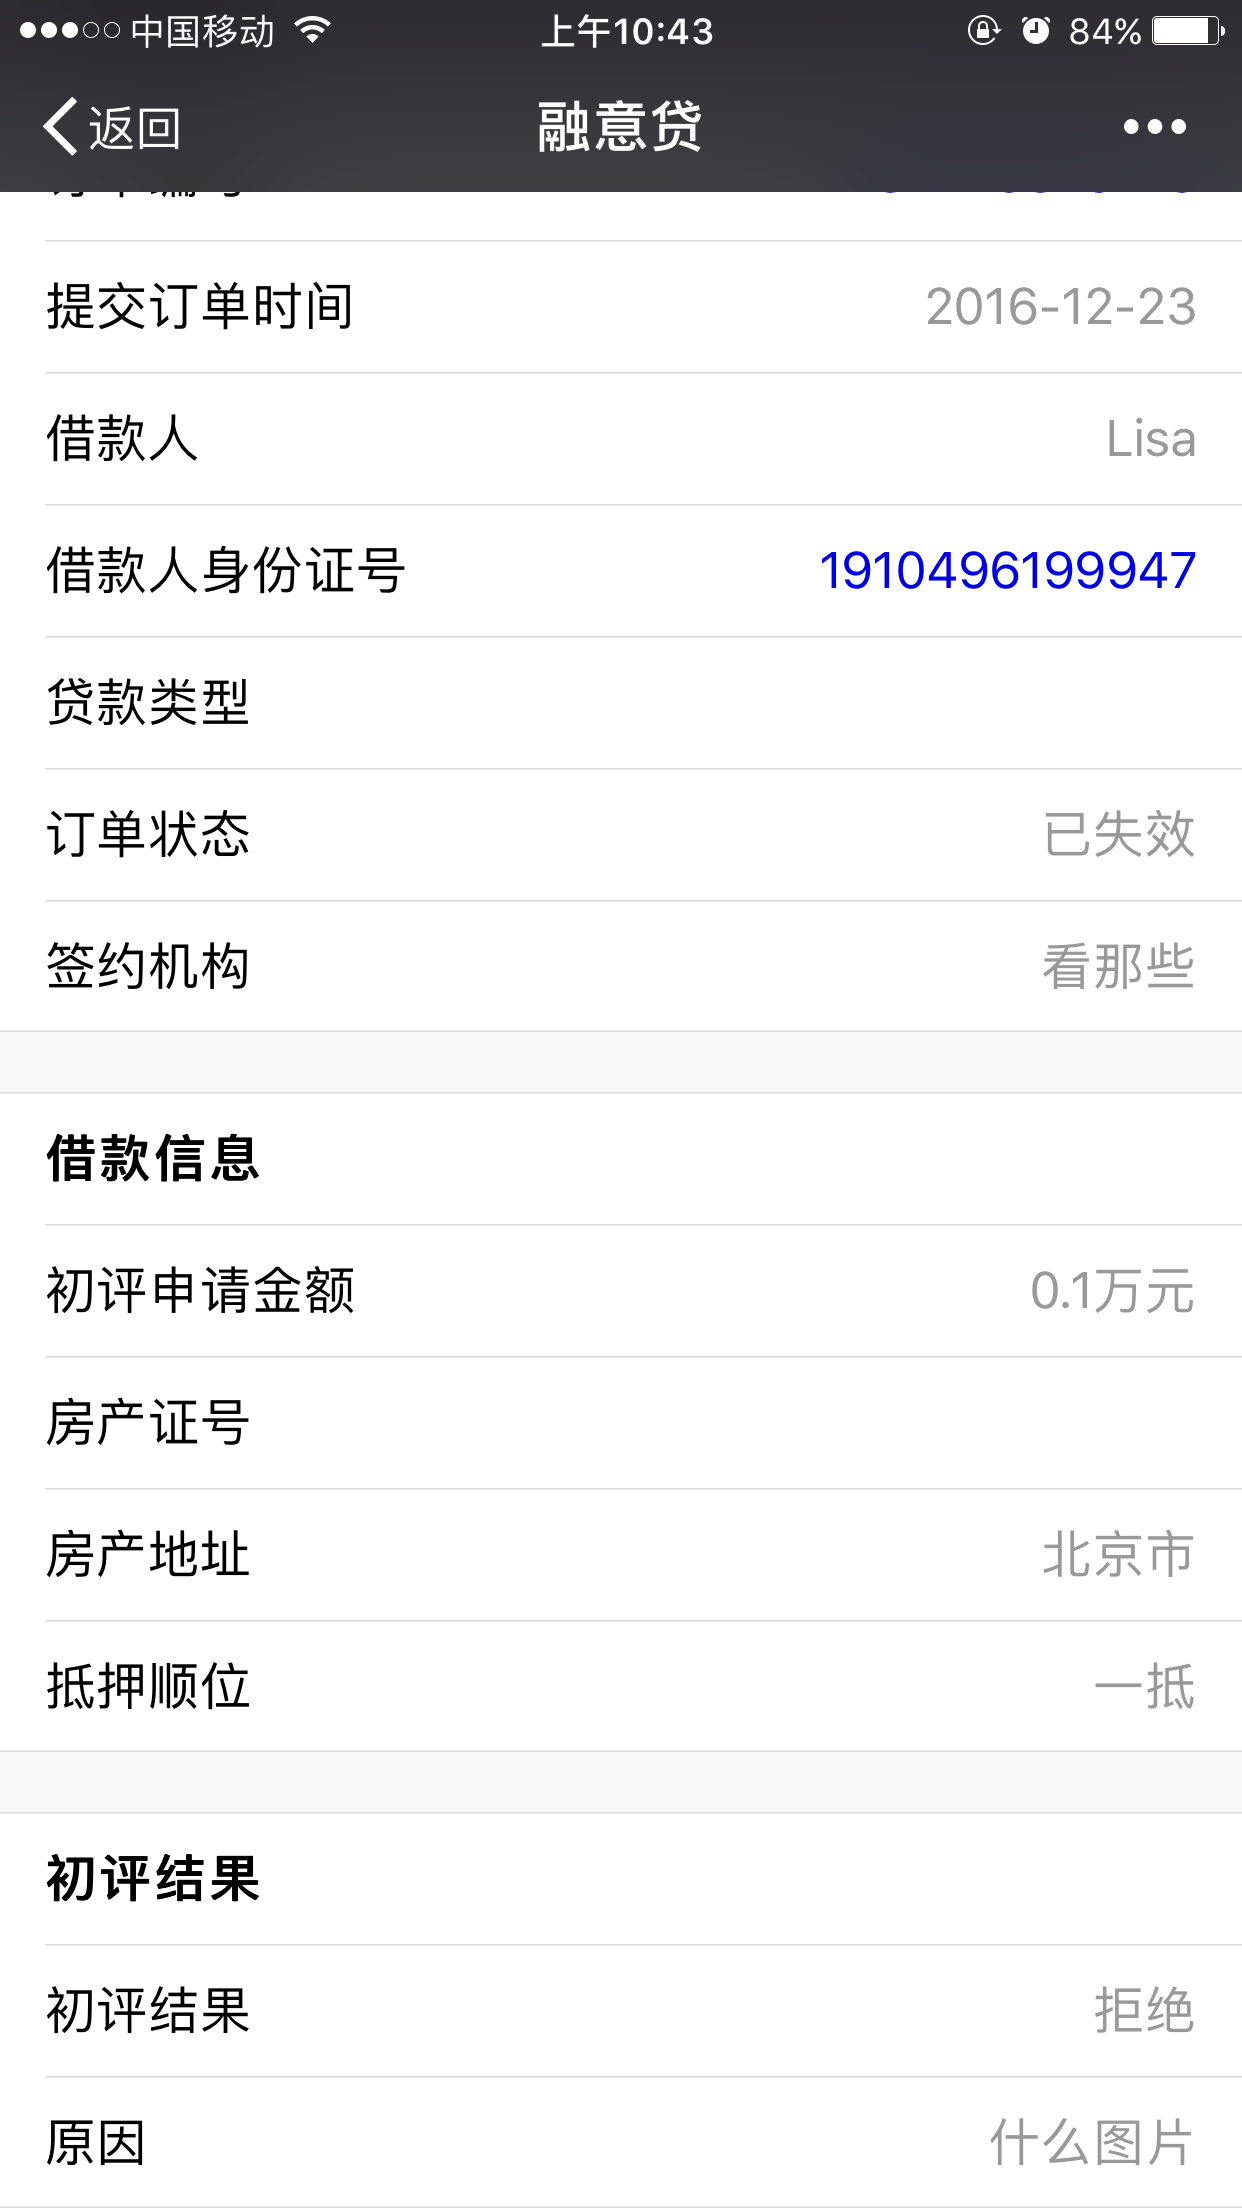 中国移动 上午10:43 84%
返回 融意贷
提交订单时间 2016-12-23
借款人 Lisa
借款人身份证号 1910496199947
贷款类型
订单状态 已失效
签约机构 看那些
借款信息
初评申请金额 0.1万元
房产证号
房产地址 北京市
抵押顺位 一抵
初评结果
初评结果 拒绝
原因 什么图片